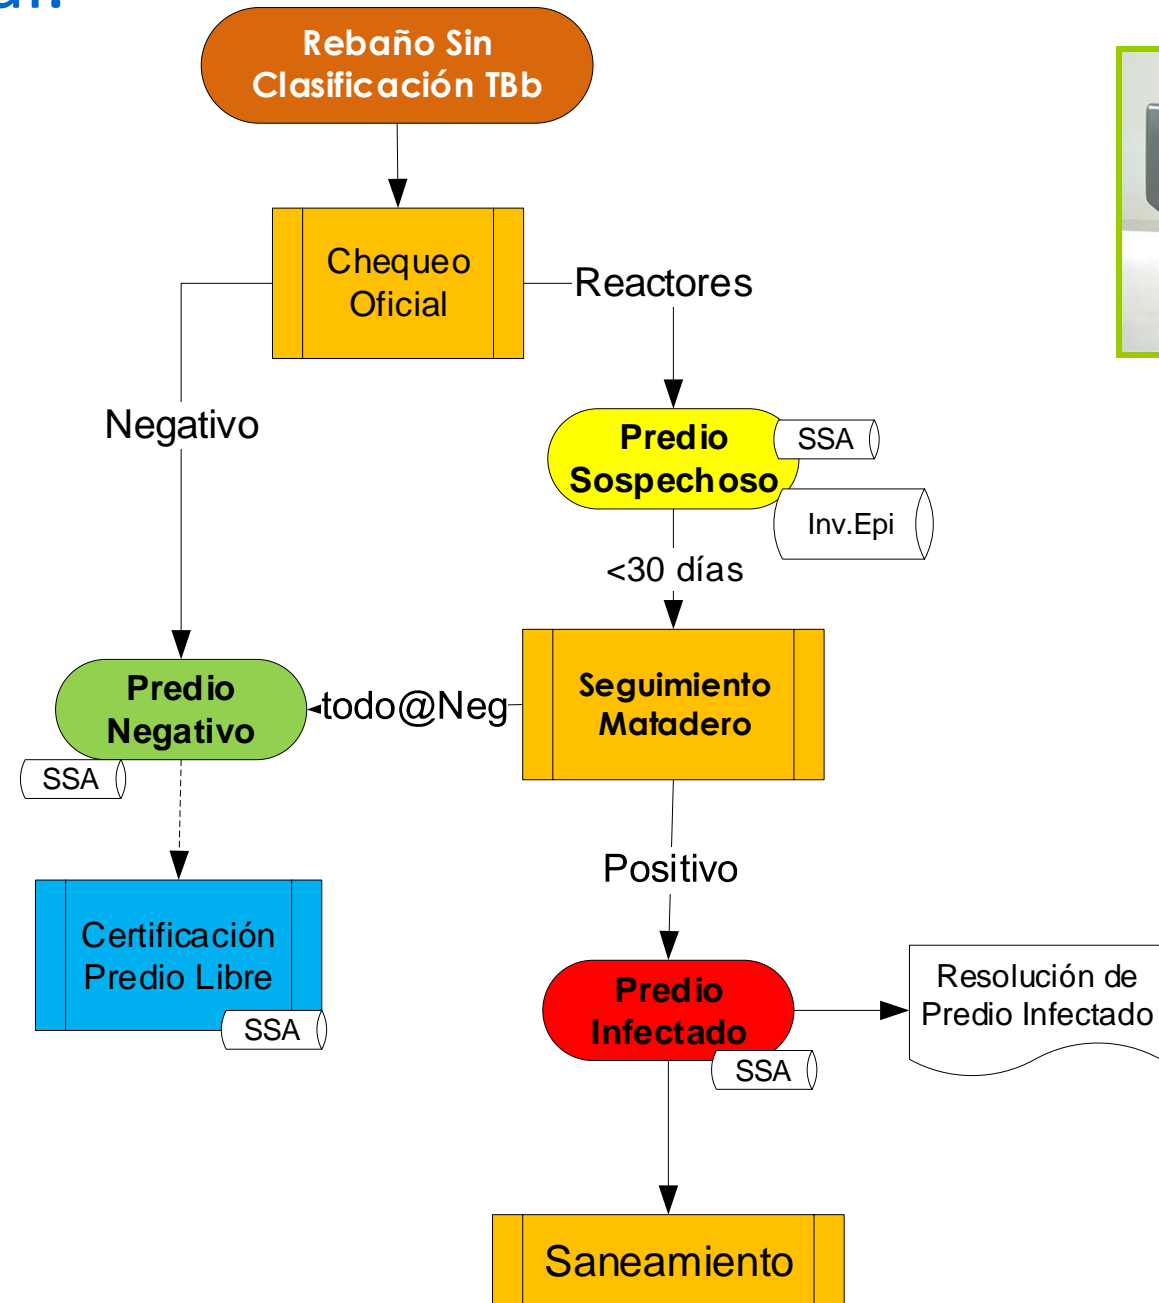 Rebaño Sin
Clasificación TBb
Chequeo
Oficial
Reactores
Negativo
Predio
Sospechoso
SSA
Inv.Epi
<30 días
Seguimiento
Matadero
todo@Neg
Predio
Negativo
SSA
Positivo
Certificación
Predio Libre
SSA
Predio
Infectado
SSA
Resolución de
Predio Infectado
Saneamiento